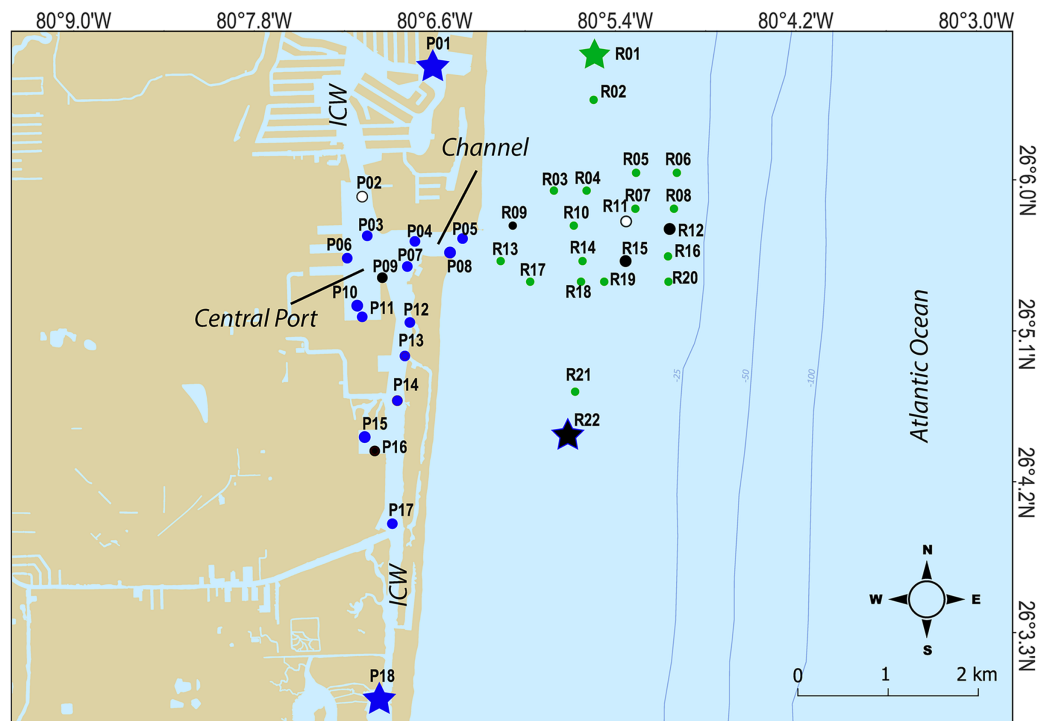 80°9.0'W 80°7.8'W 80°6.6'W 80°5.4'W 80°4.2'W 80°3.0'W
P01
R01
R02
ICW
Channel
R05 R06
R03 R04
P02
R07 R08
R11
R09 R10
R12
P03
P04 P05
P06
P07 P08
P09
R13 R14 R15 R16
R17
R18 R19 R20
P10
P11
Central Port
P12
P13
P14
P15
P16
P17
R21
R22
-25
-50
-100
Atlantic Ocean
26°6.0'N
26°5.1'N
26°4.2'N
26°3.3'N
ICW
P18
N
W E
S
0 1 2 km